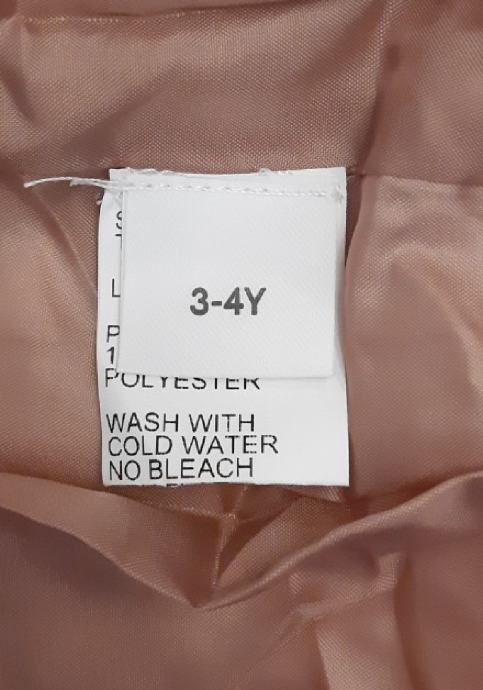 3-4Y
POLYESTER
WASH WITH
COLD WATER
NO BLEACH